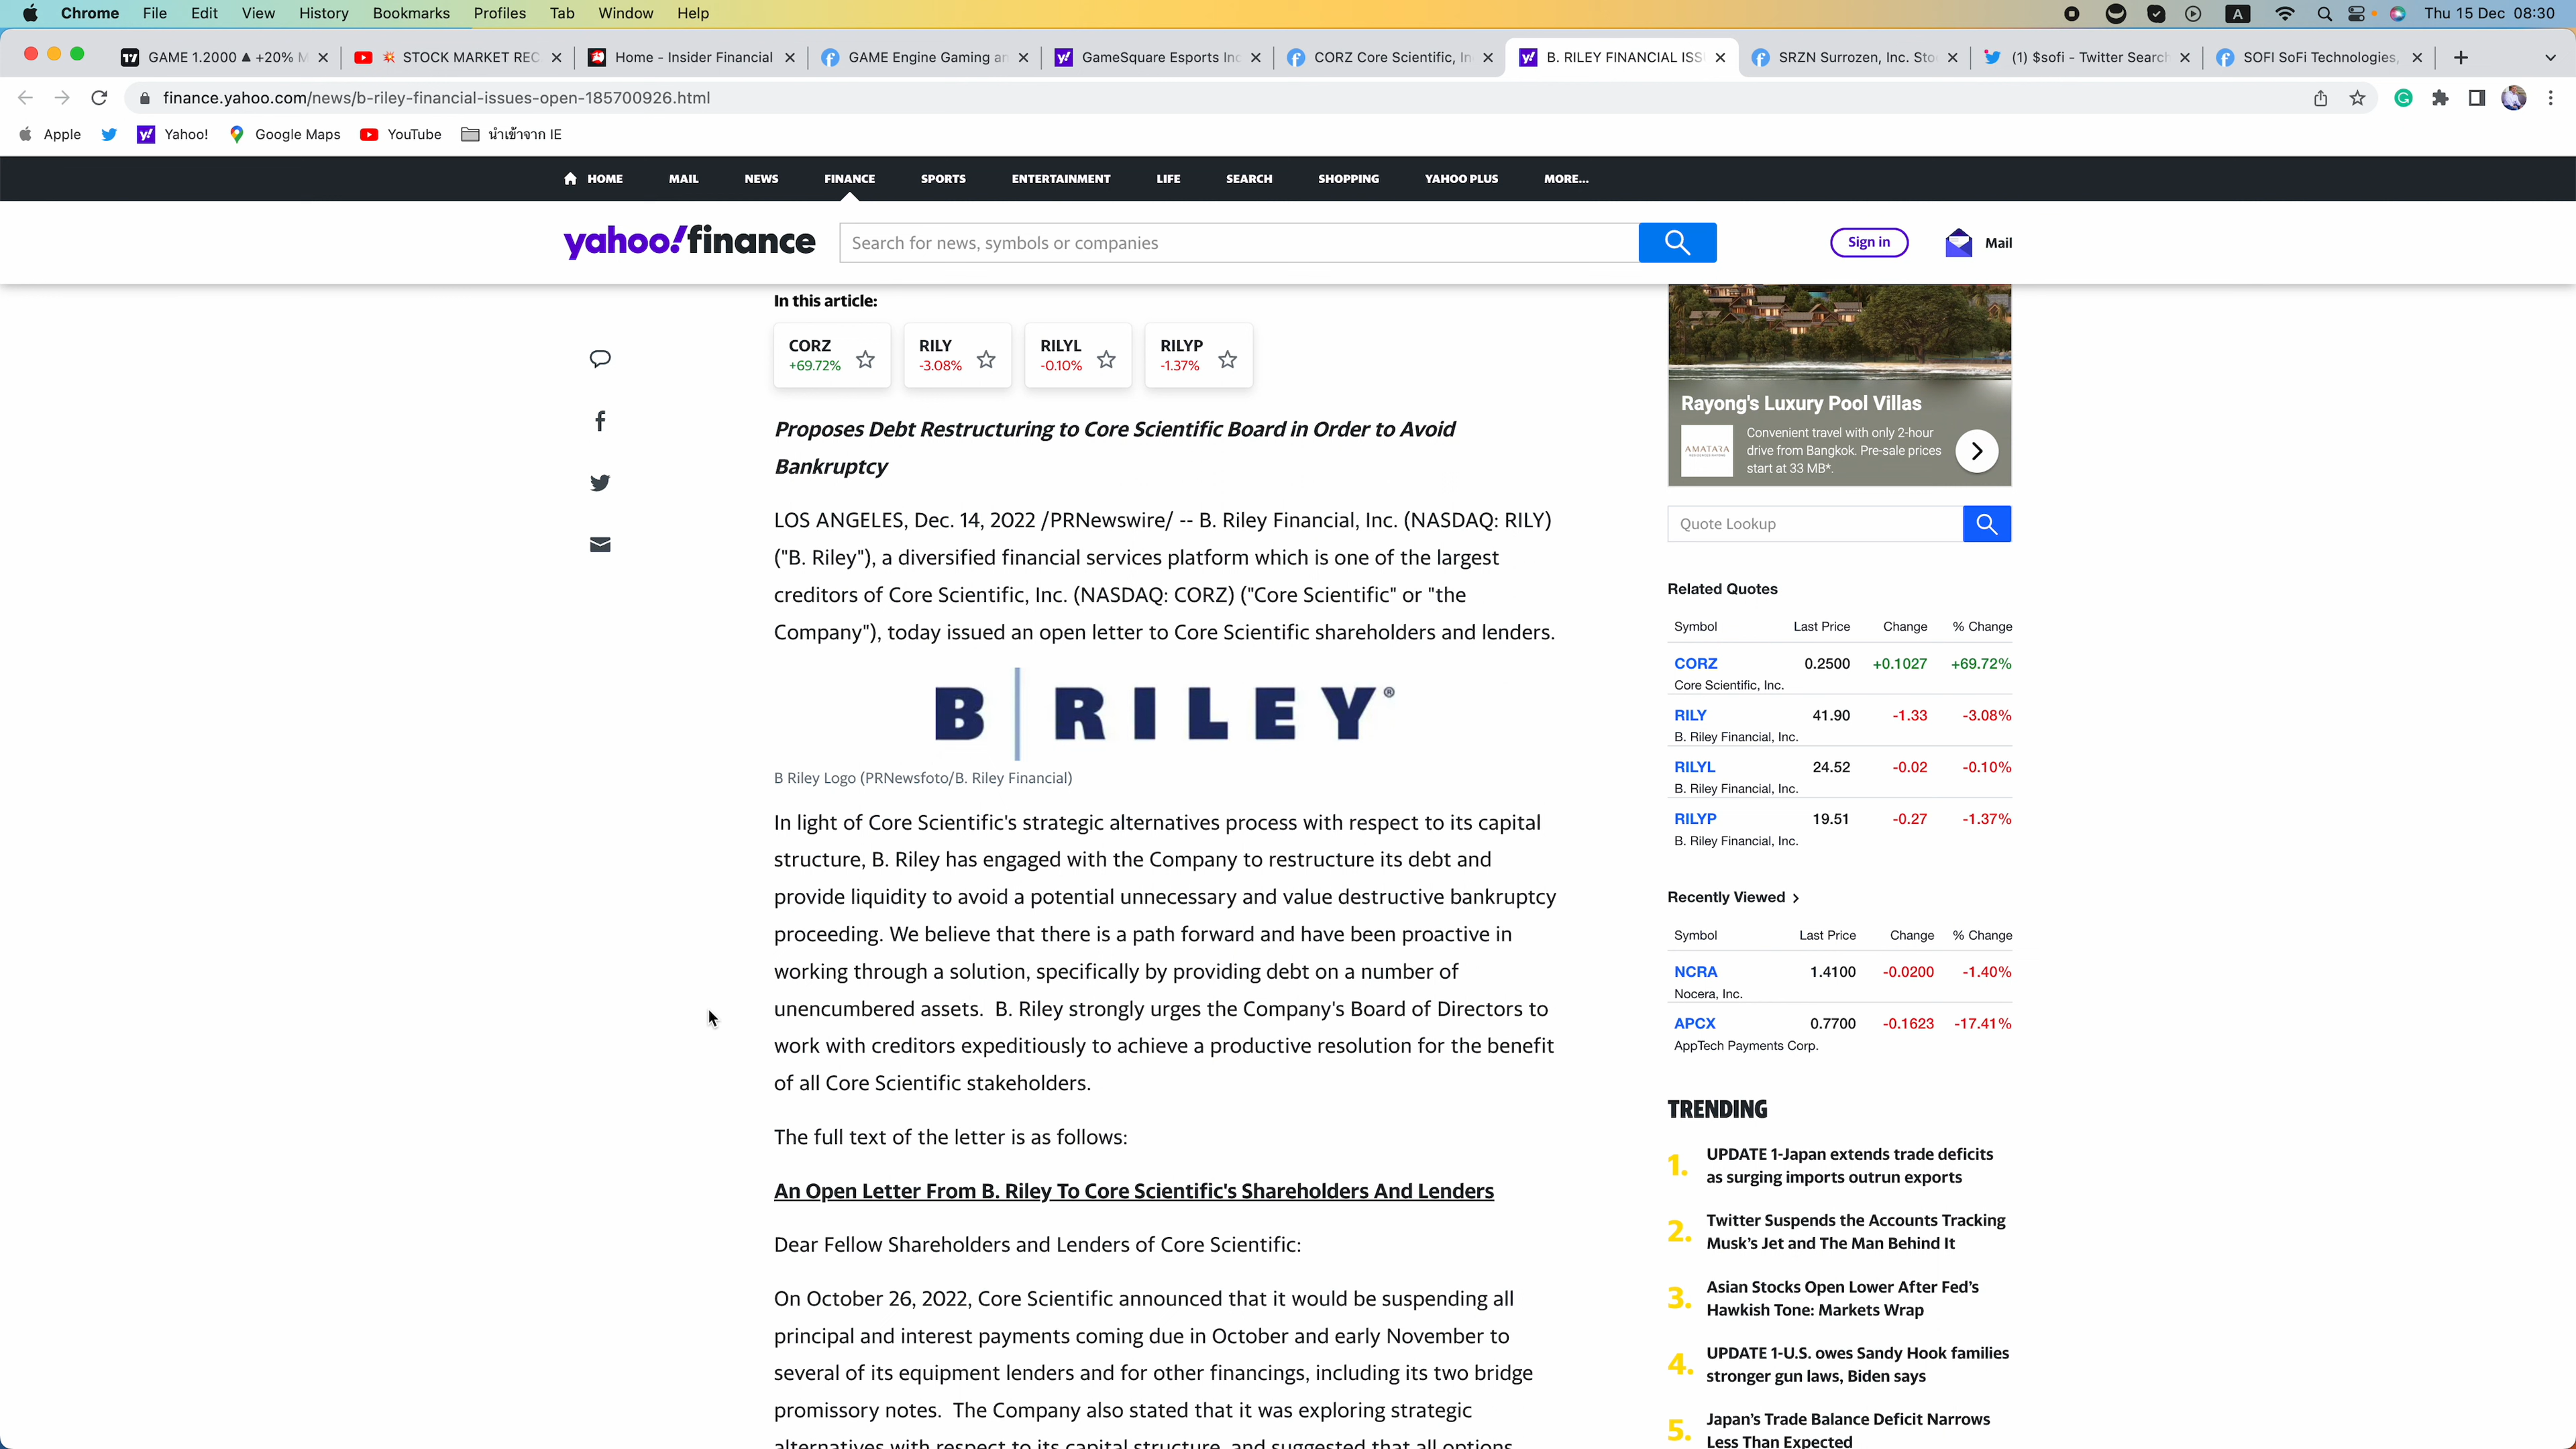 Chrome File Edit View History Bookmarks Profiles Tab Window Help A Thu 15 Dec 08:30
GAME 1.2000 ▲ +20% M STOCK MARKET REC Home - Insider Financial GAME Engine Gaming an GameSquare Esports Inc CORZ Core Scientific, In B. RILEY FINANCIAL ISS SRZN Surrozen, Inc. Sto (1) $sofi - Twitter Search SOFI SoFi Technologies,
finance.yahoo.com/news/b-riley-financial-issues-open-185700926.html
Apple Yahoo! Google Maps YouTube นำเข้าจาก IE
HOME MAIL NEWS FINANCE SPORTS ENTERTAINMENT LIFE SEARCH SHOPPING YAHOO PLUS MORE...
yahoo!finance Search for news, symbols or companies Sign in Mail
In this article:
CORZ RILY RILYL RILYP
+69.72% -3.08% -0.10% -1.37%
Proposes Debt Restructuring to Core Scientific Board in Order to Avoid
Bankruptcy
LOS ANGELES, Dec. 14, 2022 /PRNewswire/ -- B. Riley Financial, Inc. (NASDAQ: RILY)
("B. Riley"), a diversified financial services platform which is one of the largest
creditors of Core Scientific, Inc. (NASDAQ: CORZ) ("Core Scientific" or "the
Company"), today issued an open letter to Core Scientific shareholders and lenders.
B RILEY®
B Riley Logo (PRNewsfoto/B. Riley Financial)
In light of Core Scientific's strategic alternatives process with respect to its capital
structure, B. Riley has engaged with the Company to restructure its debt and
provide liquidity to avoid a potential unnecessary and value destructive bankruptcy
proceeding. We believe that there is a path forward and have been proactive in
working through a solution, specifically by providing debt on a number of
unencumbered assets. B. Riley strongly urges the Company's Board of Directors to
work with creditors expeditiously to achieve a productive resolution for the benefit
of all Core Scientific stakeholders.
The full text of the letter is as follows:
An Open Letter From B. Riley To Core Scientific's Shareholders And Lenders
Dear Fellow Shareholders and Lenders of Core Scientific:
On October 26, 2022, Core Scientific announced that it would be suspending all
principal and interest payments coming due in October and early November to
several of its equipment lenders and for other financings, including its two bridge
promissory notes. The Company also stated that it was exploring strategic
alternatives with respect to its capital structure, and suggested that all options
Rayong's Luxury Pool Villas
AMATARA
Convenient travel with only 2-hour
drive from Bangkok. Pre-sale prices
start at 33 MB*.
Quote Lookup
Related Quotes
Symbol Last Price Change % Change
CORZ 0.2500 +0.1027 +69.72%
Core Scientific, Inc.
RILY 41.90 -1.33 -3.08%
B. Riley Financial, Inc.
RILYL 24.52 -0.02 -0.10%
B. Riley Financial, Inc.
RILYP 19.51 -0.27 -1.37%
B. Riley Financial, Inc.
Recently Viewed
Symbol Last Price Change % Change
NCRA 1.4100 -0.0200 -1.40%
Nocera, Inc.
APCX 0.7700 -0.1623 -17.41%
AppTech Payments Corp.
TRENDING
1. UPDATE 1-Japan extends trade deficits
as surging imports outrun exports
2. Twitter Suspends the Accounts Tracking
Musk's Jet and The Man Behind It
3. Asian Stocks Open Lower After Fed's
Hawkish Tone: Markets Wrap
4. UPDATE 1-U.S. owes Sandy Hook families
stronger gun laws, Biden says
5. Japan's Trade Balance Deficit Narrows
Less Than Expected